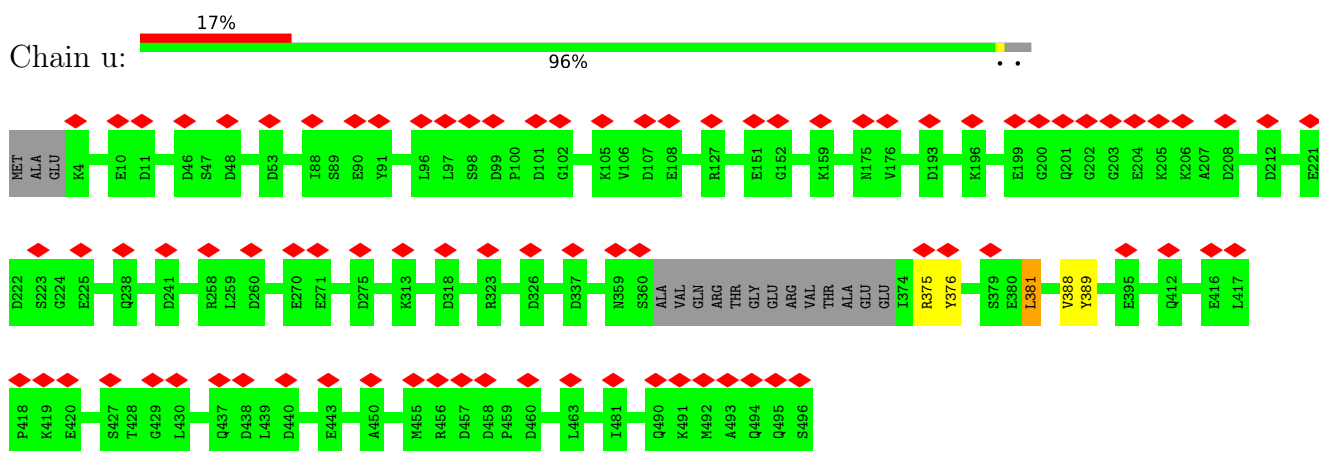 17%
Chain u:
96%
MET ALA GLU K4 E10 D11 D46 S47 D48 D53 I88 S89 E90 Y91 L96 L97 S98 D99 P100 D101 G102 K105 V106 D107 E108 R127 E151 G152 K159 N175 V176 D193 K196 E199 G200 Q201 G202 G203 E204 K205 K206 A207 D208 D212 E221
D222 S223 G224 E225 Q238 D241 R258 L259 D260 E270 E271 D275 K313 D318 R323 D326 D337 N359 S360 ALA VAL GLN ARG THR GLY GLU ARG VAL THR ALA GLU GLU I374 R375 Y376 S379 E380 L381 V388 Y389 E395 Q412 E416 L417
P418 K419 E420 S427 T428 G429 L430 Q437 D438 L439 D440 E443 A450 M455 R456 D457 D458 P459 D460 L463 I481 Q490 K491 M492 A493 Q494 Q495 S496